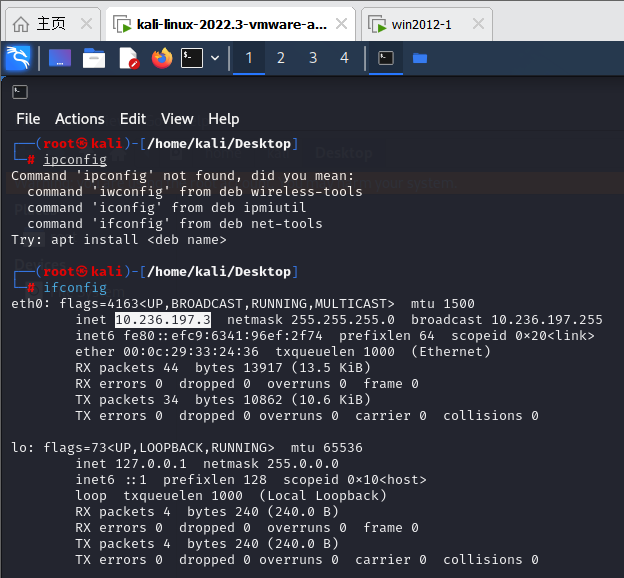 主页
kali-linux-2022.3-vmware-a...
win2012-1
1 2 3 4
File Actions Edit View Help
┌──(root㉿kali)-[/home/kali/Desktop]
└─# ipconfig
Command 'ipconfig' not found, did you mean:
  command 'iwconfig' from deb wireless-tools
  command 'iconfig' from deb ipmiutil
  command 'ifconfig' from deb net-tools
Try: apt install <deb name>
┌──(root㉿kali)-[/home/kali/Desktop]
└─# ifconfig
eth0: flags=4163<UP,BROADCAST,RUNNING,MULTICAST>  mtu 1500
        inet 10.236.197.3  netmask 255.255.255.0  broadcast 10.236.197.255
        inet6 fe80::efc9:6341:96ef:2f74  prefixlen 64  scopeid 0×20<link>
        ether 00:0c:29:33:24:36  txqueuelen 1000  (Ethernet)
        RX packets 44  bytes 13917 (13.5 KiB)
        RX errors 0  dropped 0  overruns 0  frame 0
        TX packets 34  bytes 10862 (10.6 KiB)
        TX errors 0  dropped 0 overruns 0  carrier 0  collisions 0
lo: flags=73<UP,LOOPBACK,RUNNING>  mtu 65536
        inet 127.0.0.1  netmask 255.0.0.0
        inet6 ::1  prefixlen 128  scopeid 0×10<host>
        loop  txqueuelen 1000  (Local Loopback)
        RX packets 4  bytes 240 (240.0 B)
        RX errors 0  dropped 0  overruns 0  frame 0
        TX packets 4  bytes 240 (240.0 B)
        TX errors 0  dropped 0 overruns 0  carrier 0  collisions 0